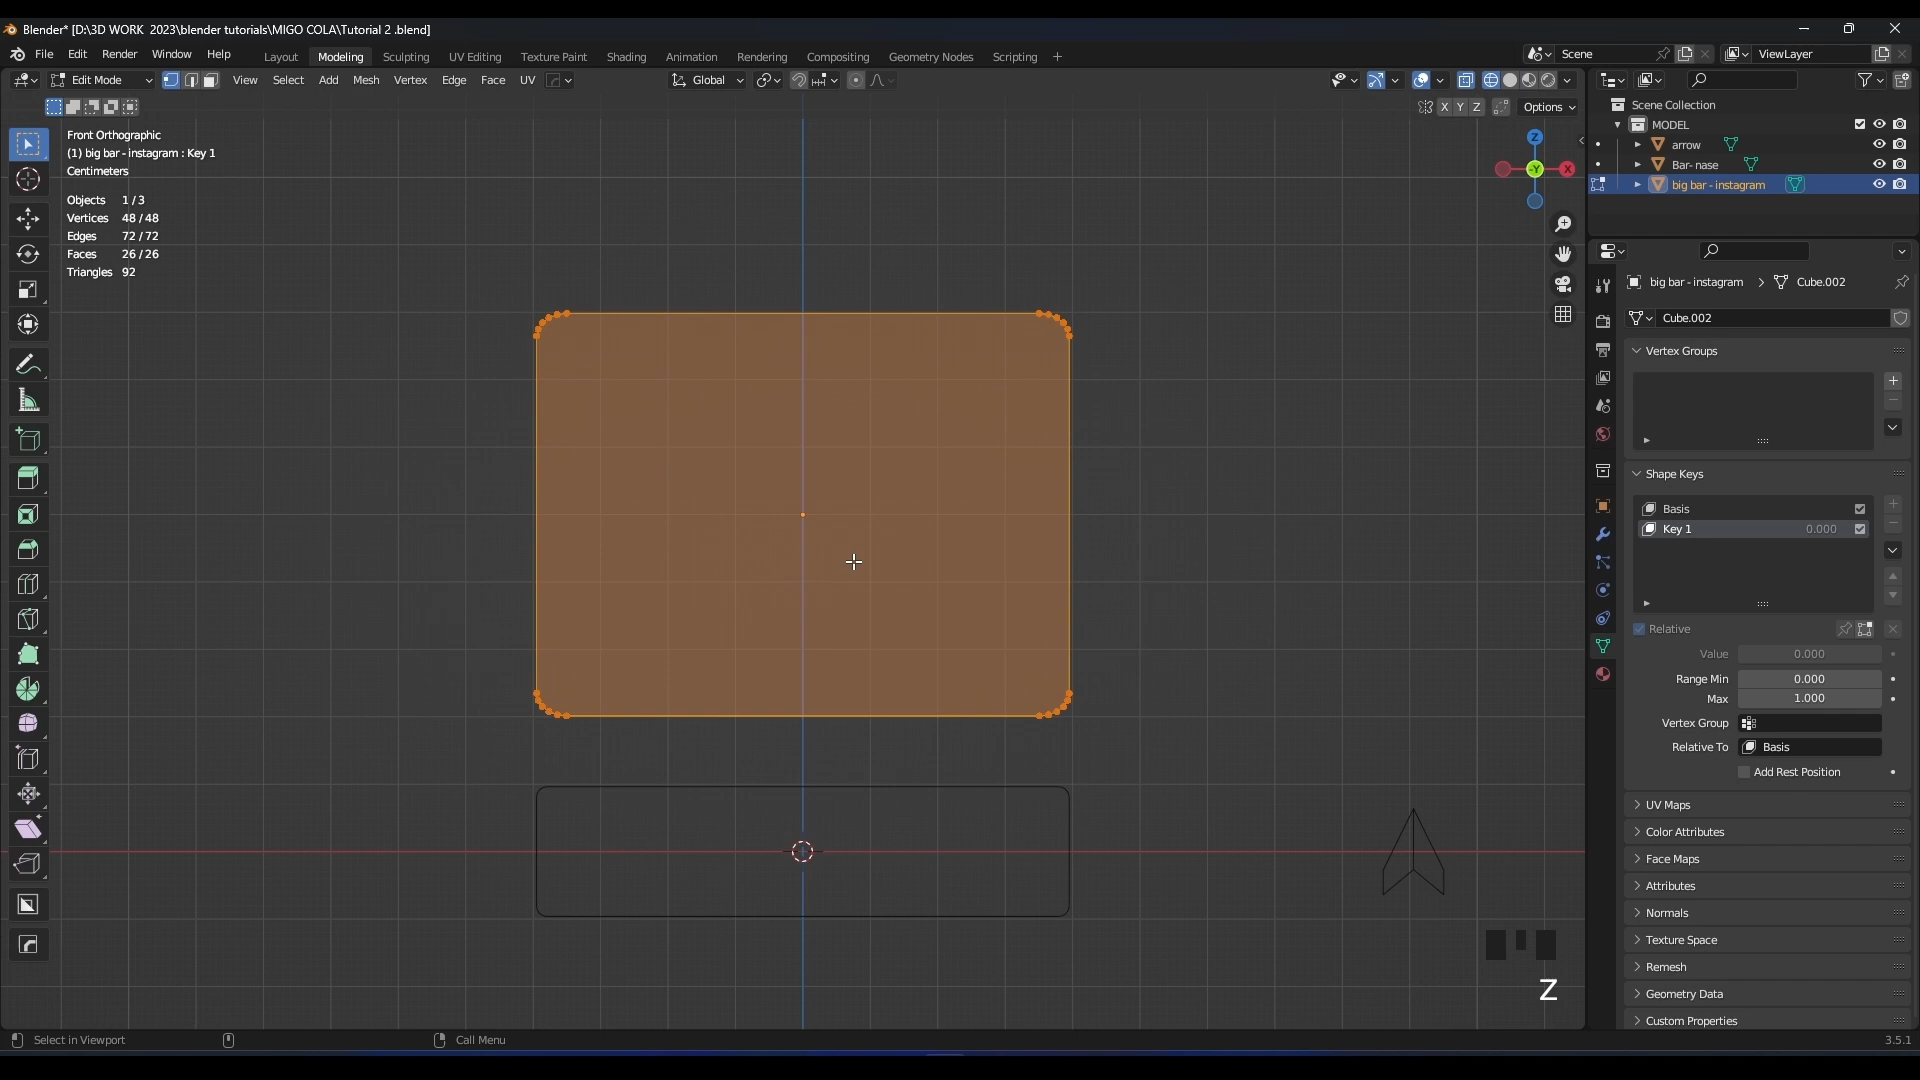 Blender* [D:\3D WORK 2023\blender tutorials\MIGO COLA\Tutorial 2 .blend]
File Edit Render Window Help Layout Modeling Sculpting UV Editing Texture Paint Shading Animation Rendering Compositing Geometry Nodes Scripting + Scene ViewLayer
Edit Mode View Select Add Mesh Vertex Edge Face UV Global
X Y Z Options
Front Orthographic
(1) big bar - instagram : Key 1
Centimeters
Objects 1 / 3
Vertices 48 / 48
Edges 72 / 72
Faces 26 / 26
Triangles 92
Z
-Y
X
Z
Scene Collection
MODEL
arrow
Bar- nase
big bar - instagram
big bar - instagram > Cube.002
Cube.002
Vertex Groups
Shape Keys
Basis
Key 1 0.000
Relative
Value 0.000
Range Min 0.000
Max 1.000
Vertex Group
Relative To Basis
Add Rest Position
UV Maps
Color Attributes
Face Maps
Attributes
Normals
Texture Space
Remesh
Geometry Data
Custom Properties
Select in Viewport Call Menu 3.5.1